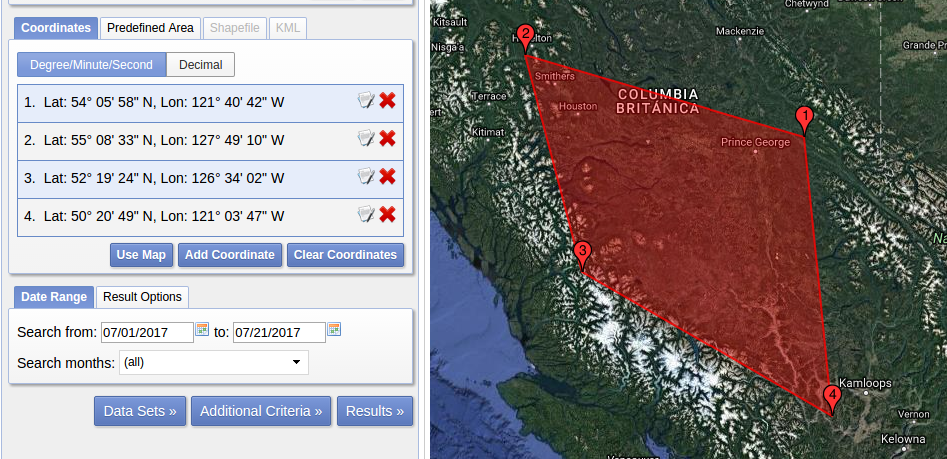 Coordinates Predefined Area Shapefile KML
Degree/Minute/Second Decimal
1. Lat: 54° 05' 58" N, Lon: 121° 40' 42" W
2. Lat: 55° 08' 33" N, Lon: 127° 49' 10" W
3. Lat: 52° 19' 24" N, Lon: 126° 34' 02" W
4. Lat: 50° 20' 49" N, Lon: 121° 03' 47" W
Use Map Add Coordinate Clear Coordinates
Date Range Result Options
Search from: 07/01/2017 to: 07/21/2017
Search months: (all)
Data Sets » Additional Criteria » Results »
Chetwynd
Kitsault
Mackenzie
2
Nisga'a
Grande Pr
Smithers
COLUMBIA
BRITÁNICA
Terrace
Houston
1
Kitimat
Prince George
3
Kamloops
4
Vernon
Kelowna